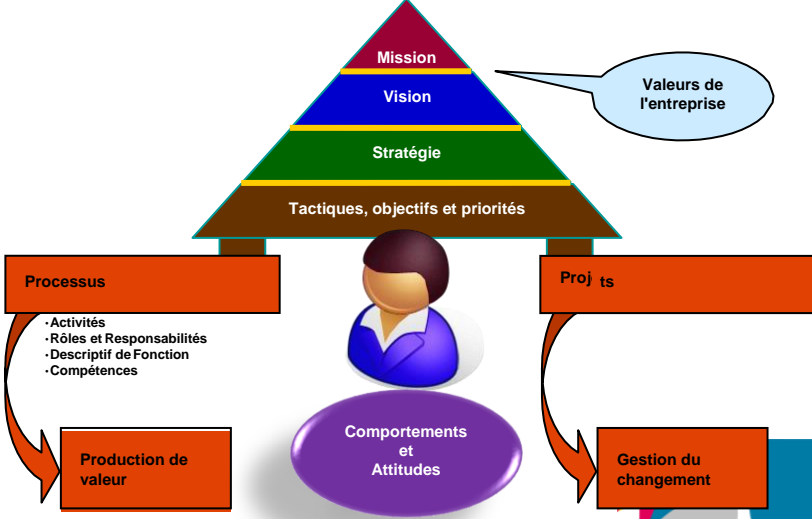 Mission
Vision
Stratégie
Tactiques, objectifs et priorités
Valeurs de
l'entreprise
Processus
·Activités
·Rôles et Responsabilités
·Descriptif de Fonction
·Compétences
Production de
valeur
Comportements
et
Attitudes
Proj ts
Gestion du
changement